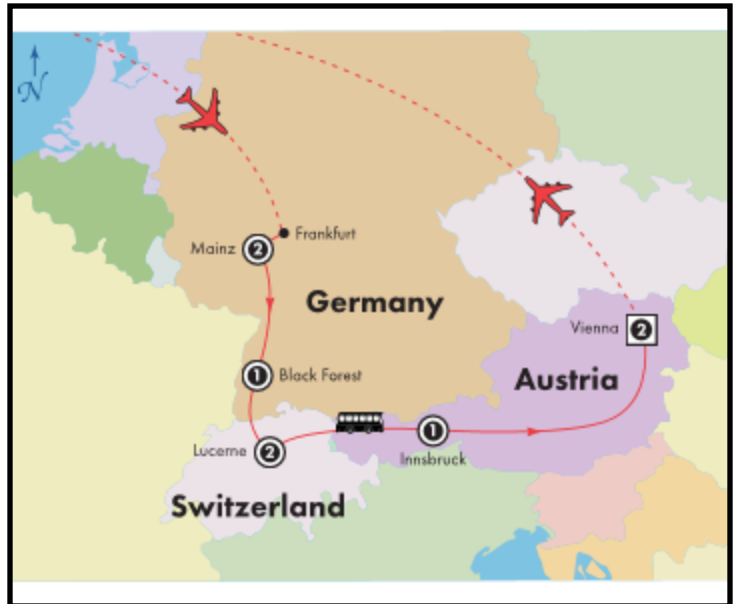 N
Frankfurt
Mainz 2
Germany
Vienna 2
Black Forest
1
Austria
Lucerne 2
1
Innsbruck
Switzerland